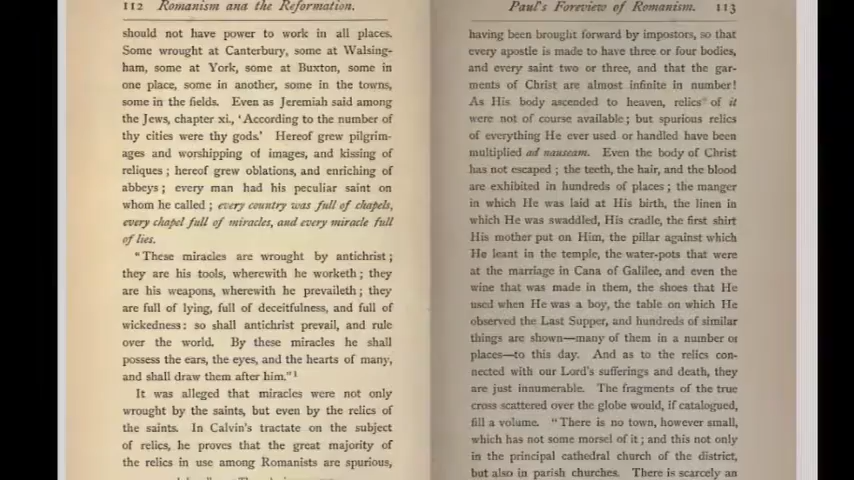 112 Romanism and the Reformation.
should not have power to work in all places.
Some wrought at Canterbury, some at Walsing-
ham, some at York, some at Buxton, some in
one place, some in another, some in the towns,
some in the fields. Even as Jeremiah said among
the Jews, chapter xi., ‘According to the number of
thy cities were thy gods.’ Hereof grew pilgrim-
ages and worshipping of images, and kissing of
reliques; hereof grew oblations, and enriching of
abbeys; every man had his peculiar saint on
whom he called; every country was full of chapels,
every chapel full of miracles, and every miracle full
of lies.
"These miracles are wrought by antichrist;
they are his tools, wherewith he worketh; they
are his weapons, wherewith he prevaileth; they
are full of lying, full of deceitfulness, and full of
wickedness: so shall antichrist prevail, and rule
over the world. By these miracles he shall
possess the ears, the eyes, and the hearts of many,
and shall draw them after him."1
It was alleged that miracles were not only
wrought by the saints, but even by the relics of
the saints. In Calvin's tractate on the subject
of relics, he proves that the great majority of
the relics in use among Romanists are spurious,
Paul's Foreview of Romanism. 113
having been brought forward by impostors, so that
every apostle is made to have three or four bodies,
and every saint two or three, and that the gar-
ments of Christ are almost infinite in number!
As His body ascended to heaven, relics of it
were not of course available; but spurious relics
of everything He ever used or handled have been
multiplied ad nauseam. Even the body of Christ
has not escaped; the teeth, the hair, and the blood
are exhibited in hundreds of places; the manger
in which He was laid at His birth, the linen in
which He was swaddled, His cradle, the first shirt
His mother put on Him, the pillar against which
He leant in the temple, the water-pots that were
at the marriage in Cana of Galilee, and even the
wine that was made in them, the shoes that He
used when He was a boy, the table on which He
observed the Last Supper, and hundreds of similar
things are shown—many of them in a number or
places—to this day. And as to the relics con-
nected with our Lord's sufferings and death, they
are just innumerable. The fragments of the true
cross scattered over the globe would, if catalogued,
fill a volume. "There is no town, however small,
which has not some morsel of it; and this not only
in the principal cathedral church of the district,
but also in parish churches. There is scarcely an